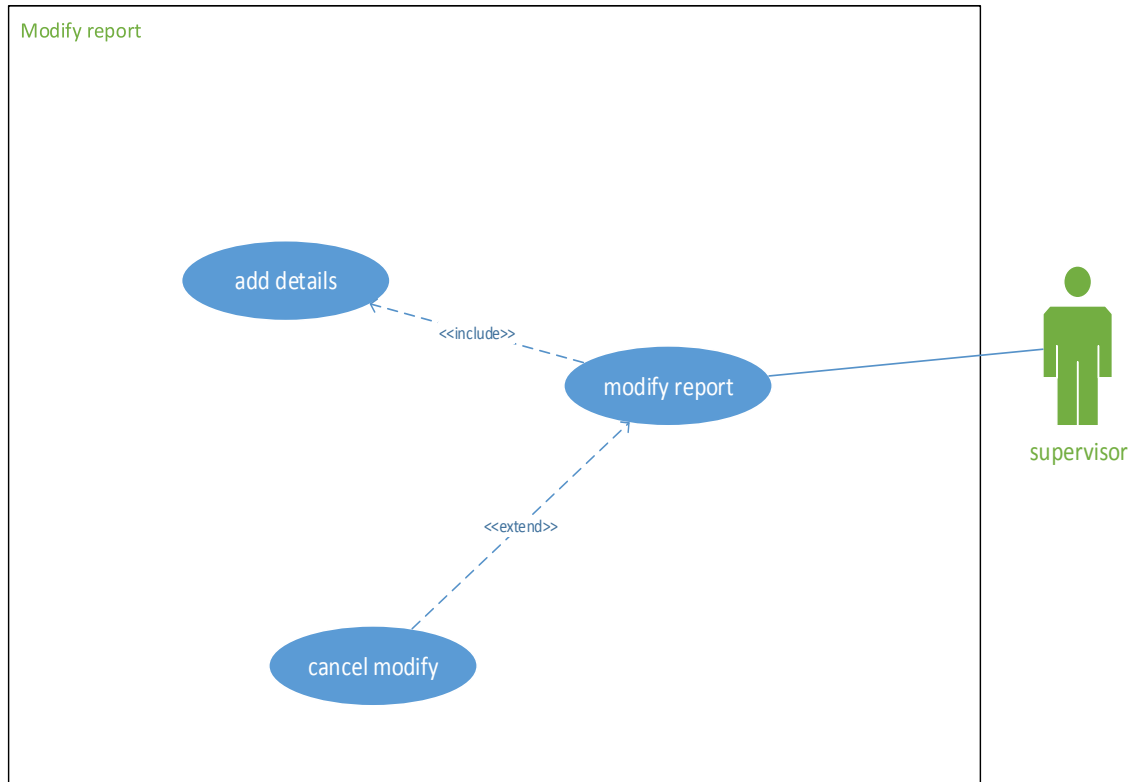 Modify report
add details
<<include>>
modify report
supervisor
<<extend>>
cancel modify